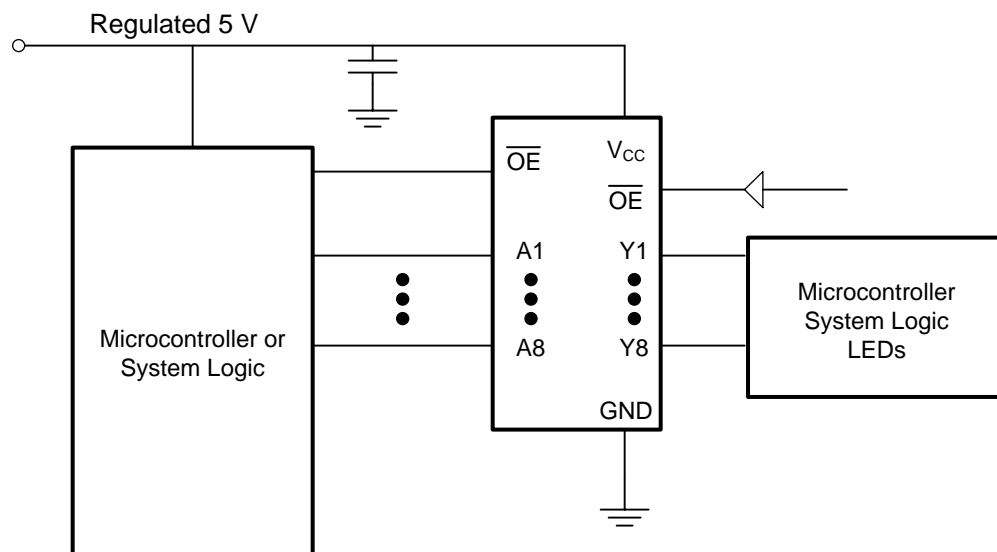 Regulated 5 V
OE
VCC
OE
A1
Y1
A8
Y8
GND
Microcontroller or
System Logic
Microcontroller
System Logic
LEDs